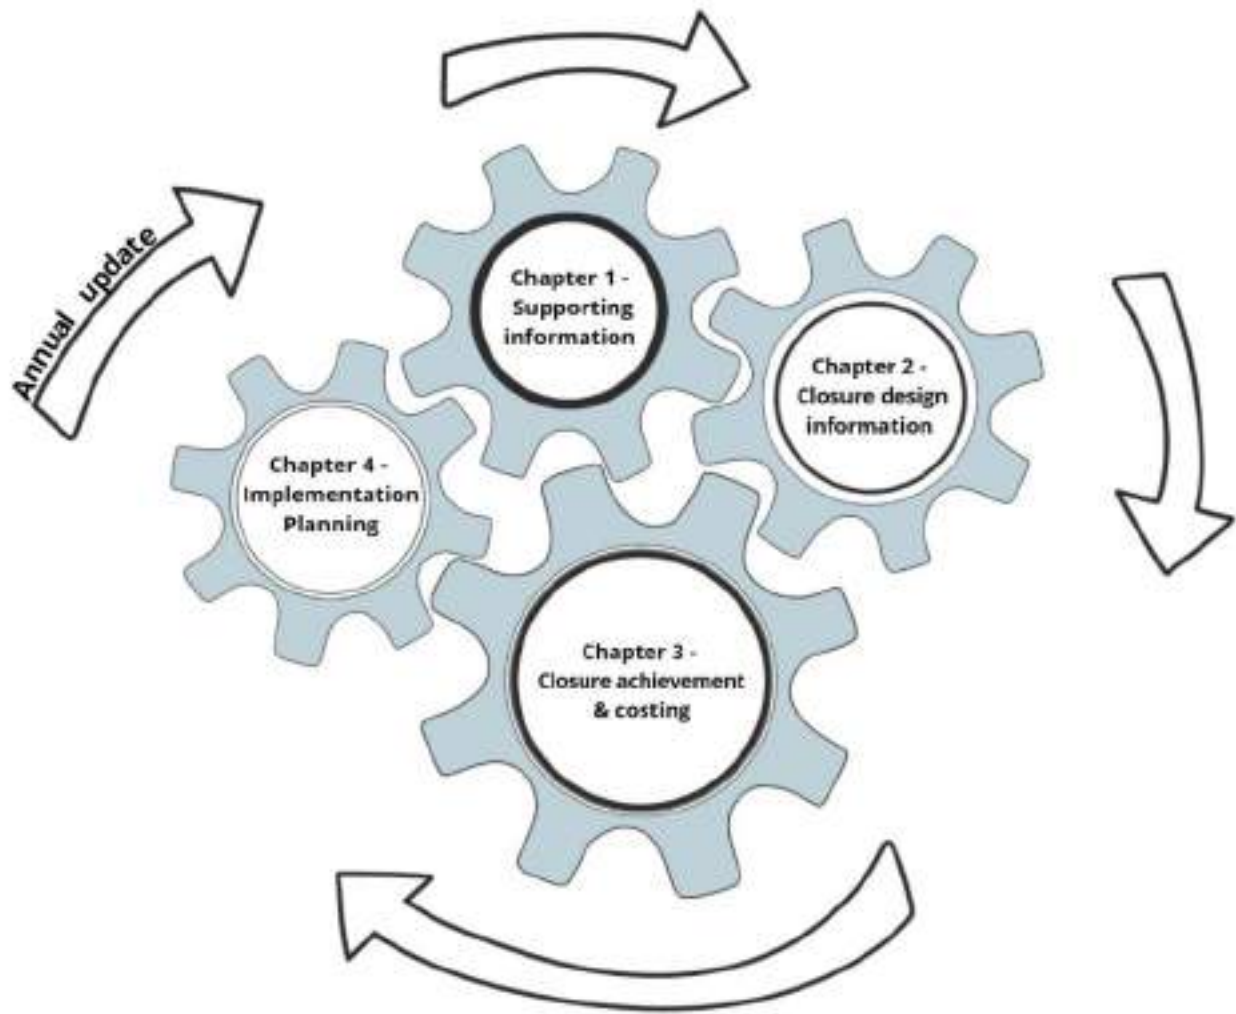 Annual update
Chapter 1 -
Supporting
information
Chapter 2 -
Closure design
information
Chapter 4 -
Implementation
Planning
Chapter 3 -
Closure achievement
& costing